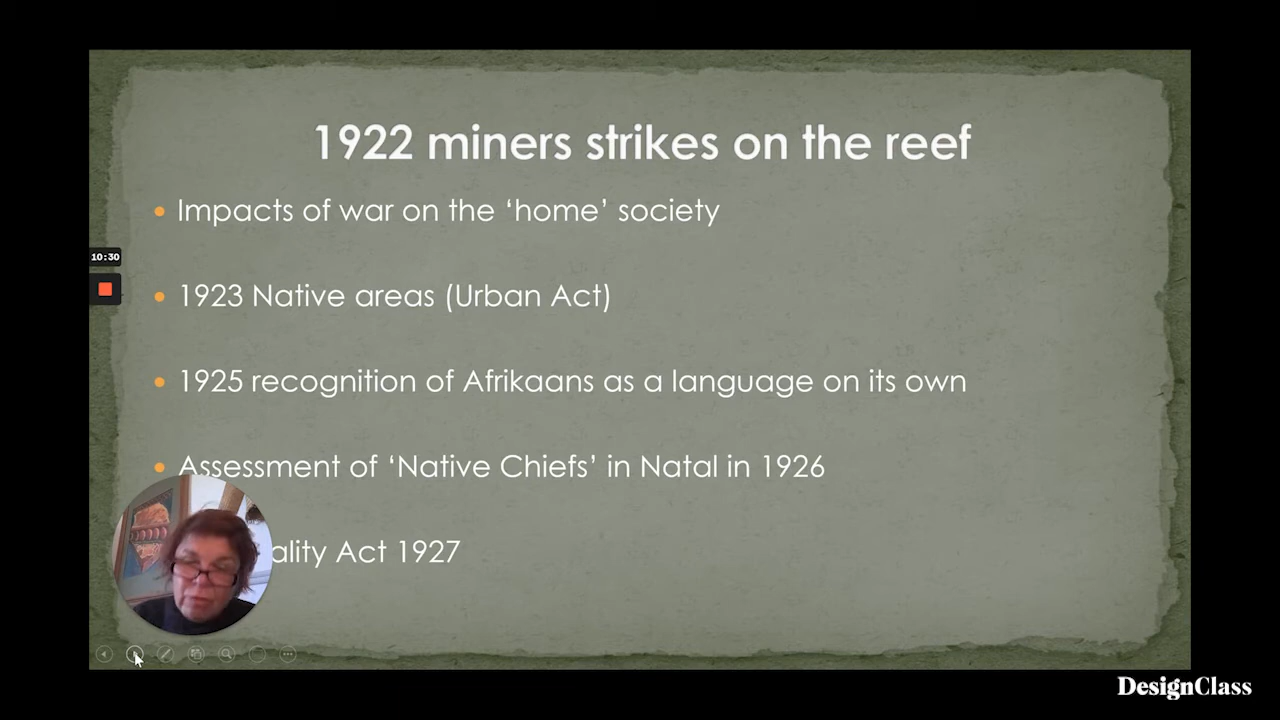 1922 miners strikes on the reef
Impacts of war on the ‘home’ society
10:30
1923 Native areas (Urban Act)
1925 recognition of Afrikaans as a language on its own
Assessment of ‘Native Chiefs’ in Natal in 1926
Act 1927
DesignClass